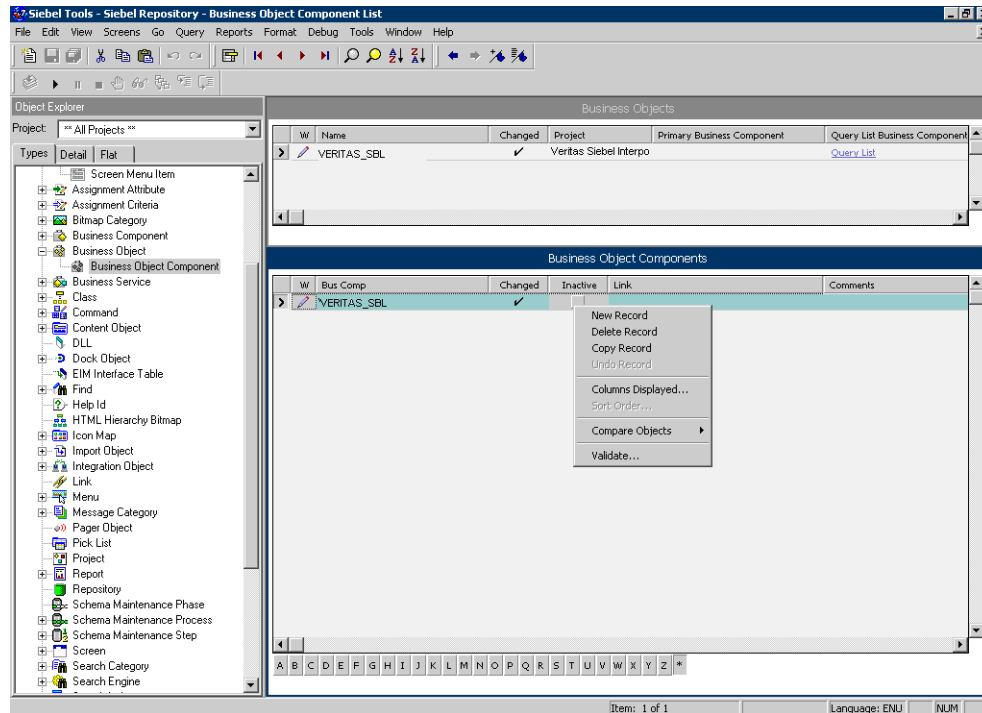 Siebel Tools - Siebel Repository - Business Object Component List
File Edit View Screens Go Query Reports Format Debug Tools Window Help
Object Explorer
Project: ** All Projects **
Types Detail Flat
Screen Menu Item
Assignment Attribute
Assignment Criteria
Bitmap Category
Business Component
Business Object
Business Object Component
Business Service
Class
Command
Content Object
DLL
Dock Object
EIM Interface Table
Find
Help Id
HTML Hierarchy Bitmap
Icon Map
Import Object
Integration Object
Link
Menu
Message Category
Pager Object
Pick List
Project
Report
Repository
Schema Maintenance Phase
Schema Maintenance Process
Schema Maintenance Step
Screen
Search Category
Search Engine
Business Objects
W Name Changed Project Primary Business Component Query List Business Component
VERITAS_SBL Veritas Siebel Interpo Query List
Business Object Components
W Bus Comp Changed Inactive Link Comments
VERITAS_SBL
New Record
Delete Record
Copy Record
Undo Record
Columns Displayed...
Sort Order...
Compare Objects
Validate...
A B C D E F G H I J K L M N O P Q R S T U V W X Y Z *
Item: 1 of 1 Language: ENU NUM